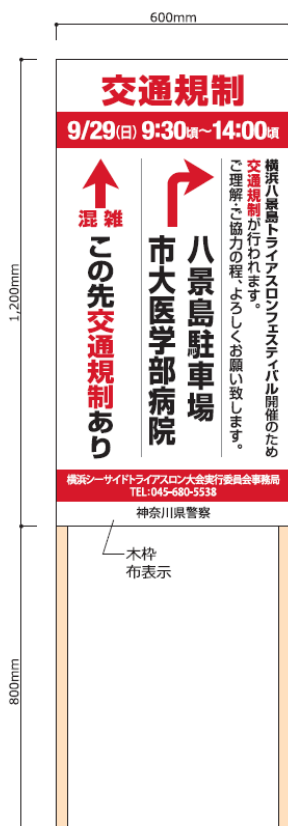 600mm
1,200mm
800mm
交通規制
9/29(日) 9:30頃〜14:00頃
横浜八景島トライアスロンフェスティバル開催のため
交通規制が行われます。
ご理解・ご協力の程、よろしくお願い致します。
八景島駐車場
市大医学部病院
混雑
この先交通規制あり
横浜シーサイドトライアスロン大会実行委員会事務局
TEL:045-680-5538
神奈川県警察
木枠
布表示